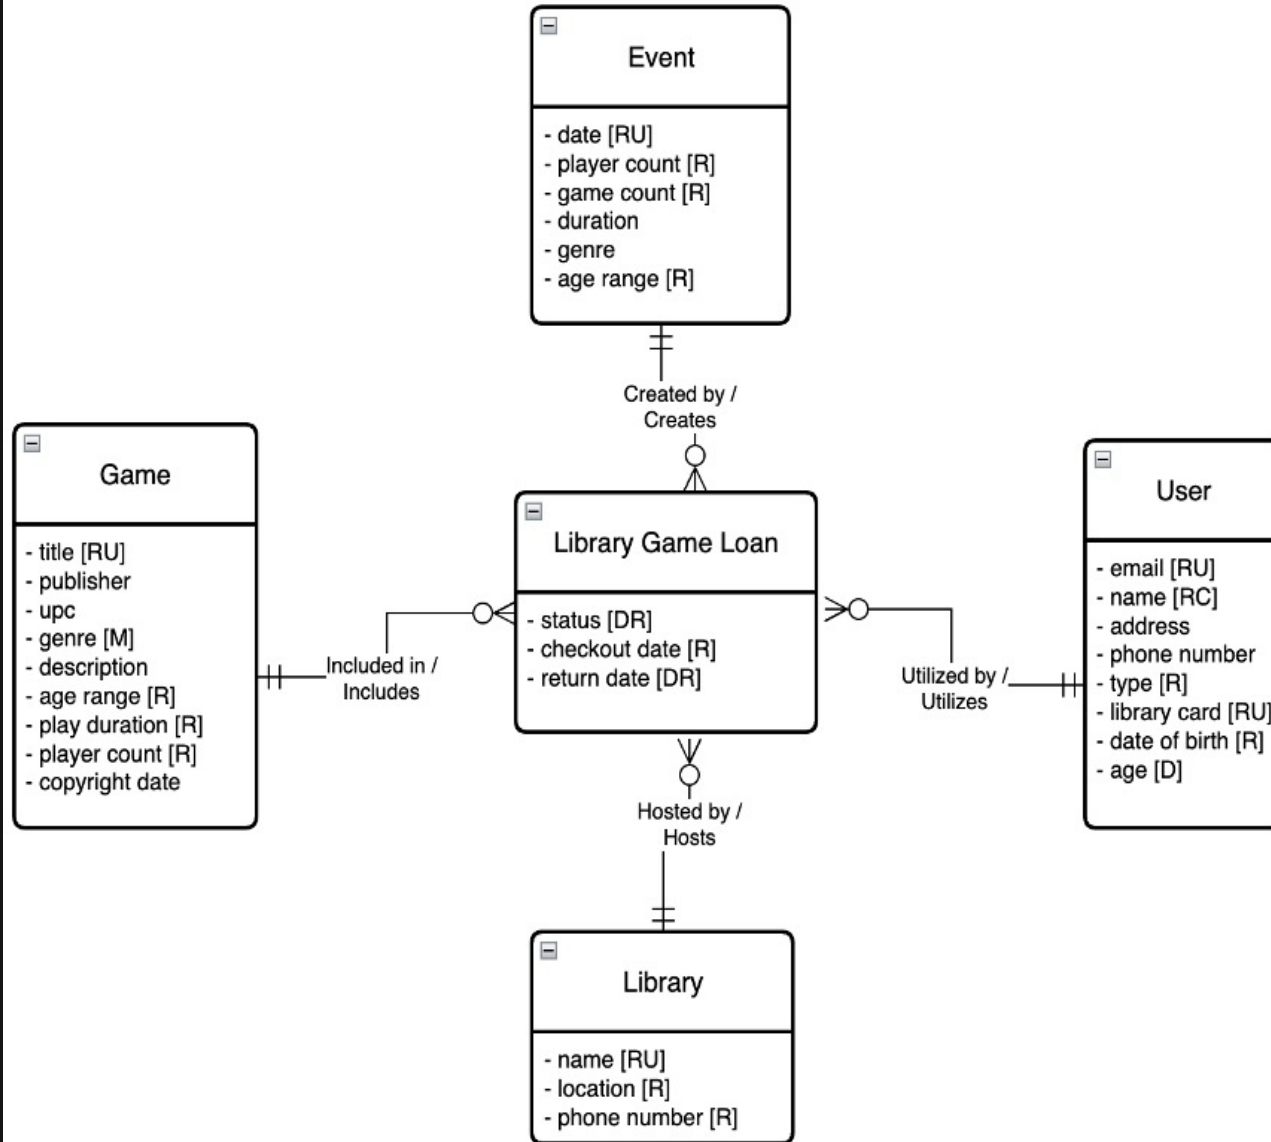 Event
- date [RU]
- player count [R]
- game count [R]
- duration
- genre
- age range [R]
Created by /
Creates
Game
- title [RU]
- publisher
- upc
- genre [M]
- description
- age range [R]
- play duration [R]
- player count [R]
- copyright date
Included in /
Includes
Library Game Loan
- status [DR]
- checkout date [R]
- return date [DR]
Utilized by /
Utilizes
User
- email [RU]
- name [RC]
- address
- phone number
- type [R]
- library card [RU]
- date of birth [R]
- age [D]
Hosted by /
Hosts
Library
- name [RU]
- location [R]
- phone number [R]